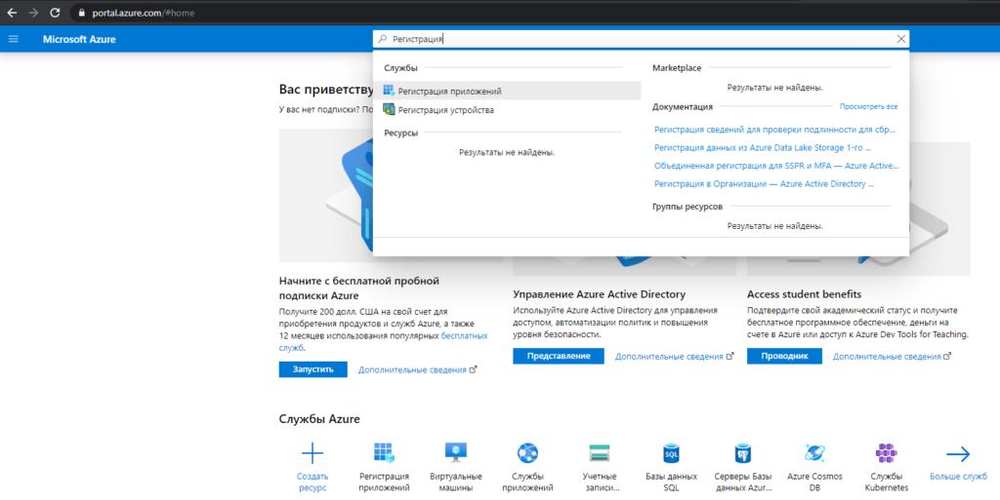 portal.azure.com/#home
Microsoft Azure
Регистрация
Службы
Регистрация приложений
Регистрация устройства
Ресурсы
Результаты не найдены.
Marketplace
Результаты не найдены.
Документация
Просмотреть все
Регистрация сведений для проверки подлинности для сбр...
Регистрация данных из Azure Data Lake Storage 1-го ...
Объединенная регистрация для SSPR и MFA — Azure Active...
Регистрация в Организации — Azure Active Directory ...
Группы ресурсов
Результаты не найдены.
Вас приветству
У вас нет подписки? По
Начните с бесплатной пробной
подписки Azure
Получите 200 долл. США на свой счет для
приобретения продуктов и служб Azure, а также
12 месяцев использования популярных бесплатных
служб.
Запустить
Дополнительные сведения
Управление Azure Active Directory
Используйте Azure Active Directory для управления
доступом, автоматизации политик и повышения
уровня безопасности.
Представление
Дополнительные сведения
Access student benefits
Подтвердите свой академический статус и получите
бесплатное программное обеспечение, деньги на
счете в Azure или доступ к Azure Dev Tools for Teaching.
Проводник
Дополнительные сведения
Службы Azure
Создать
ресурс
Регистрация
приложений
Виртуальные
машины
Службы
приложений
Учетные
записи...
SQL
Базы данных
SQL
Серверы Базы
данных Azur...
Azure Cosmos
DB
Службы
Kubernetes
Больше служб